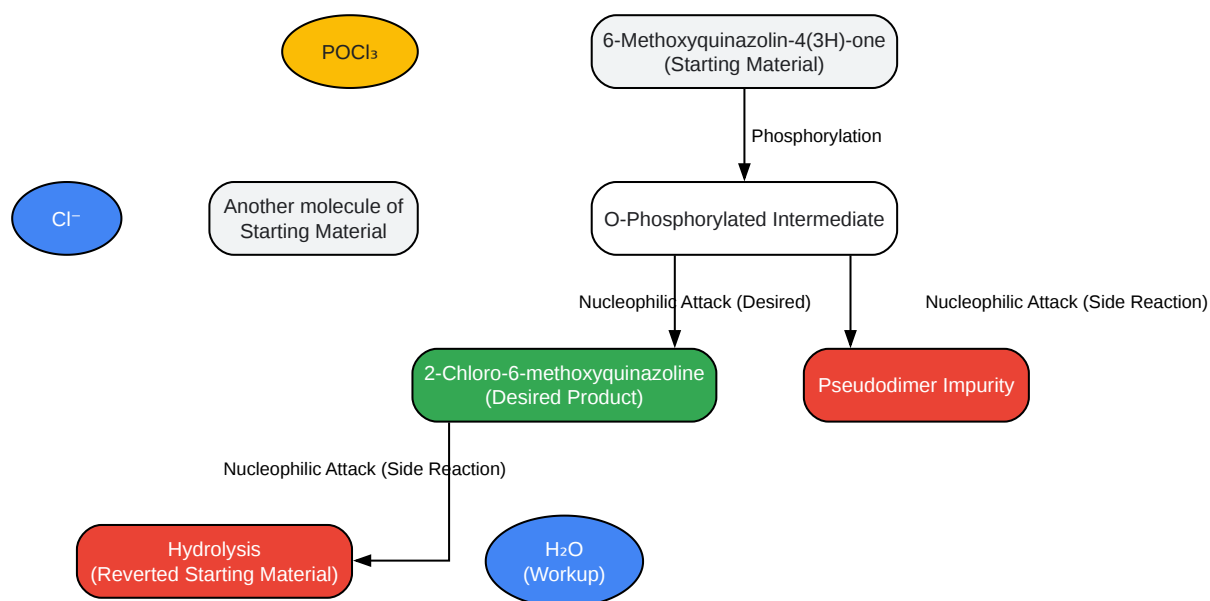 POCl₃
6-Methoxyquinazolin-4(3H)-one
(Starting Material)
Phosphorylation
Cl⁻
Another molecule of
Starting Material
O-Phosphorylated Intermediate
Nucleophilic Attack (Desired)
Nucleophilic Attack (Side Reaction)
2-Chloro-6-methoxyquinazoline
(Desired Product)
Pseudodimer Impurity
Nucleophilic Attack (Side Reaction)
Hydrolysis
(Reverted Starting Material)
H₂O
(Workup)